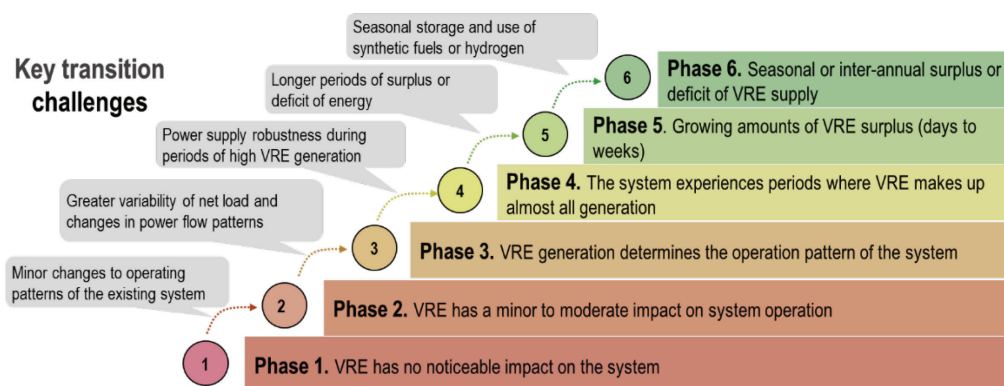 Key transition
challenges
Seasonal storage and use of
synthetic fuels or hydrogen
Longer periods of surplus or
deficit of energy
Power supply robustness during
periods of high VRE generation
Greater variability of net load and
changes in power flow patterns
Minor changes to operating
patterns of the existing system
6
Phase 6. Seasonal or inter-annual surplus or
deficit of VRE supply
5
Phase 5. Growing amounts of VRE surplus (days to
weeks)
4
Phase 4. The system experiences periods where VRE makes up
almost all generation
3
Phase 3. VRE generation determines the operation pattern of the system
2
Phase 2. VRE has a minor to moderate impact on system operation
1
Phase 1. VRE has no noticeable impact on the system